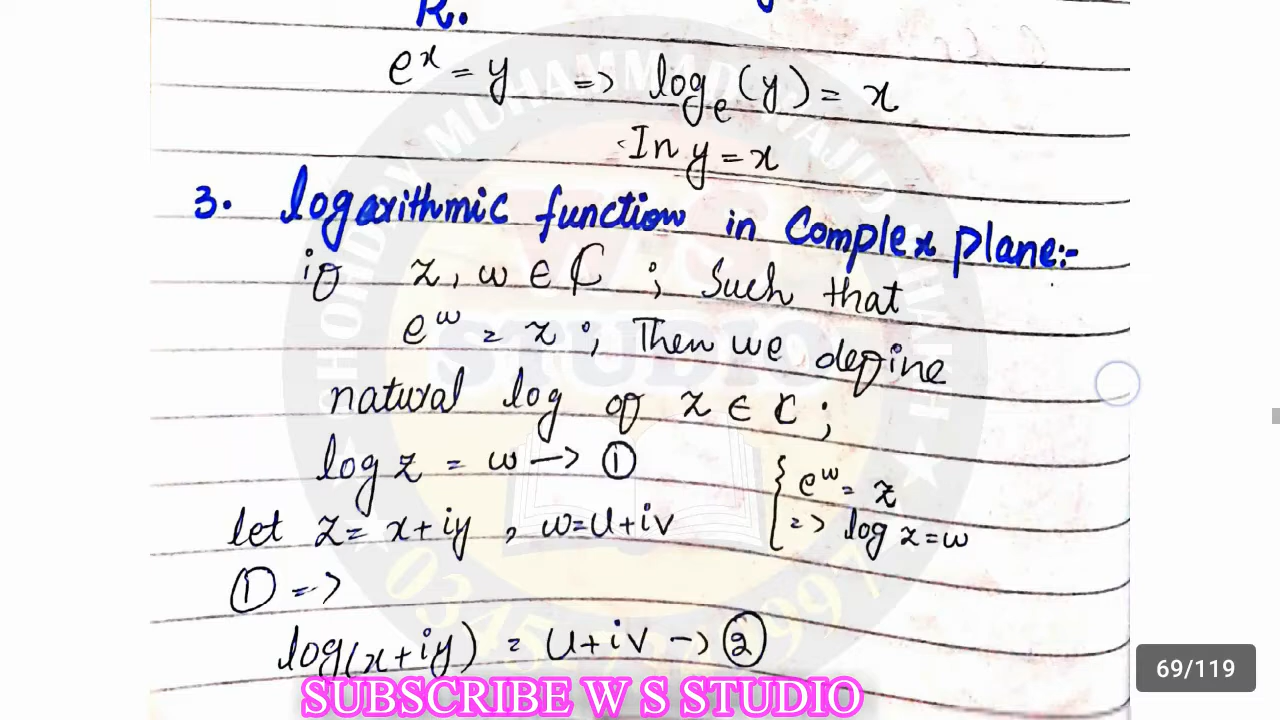 R.
e^x = y => log_e(y) = x
In y = x
3. logarithmic function in Complex plane:-
if z, w ∈ ℂ ; Such that
e^w = z ; Then we define
natural log of z ∈ ℂ ;
log z = w → ①
{ e^w = z
=> log z = w
let z = x+iy , w=u+iv
① =>
log(x+iy) = u+iv → ②
SUBSCRIBE W S STUDIO
69/119